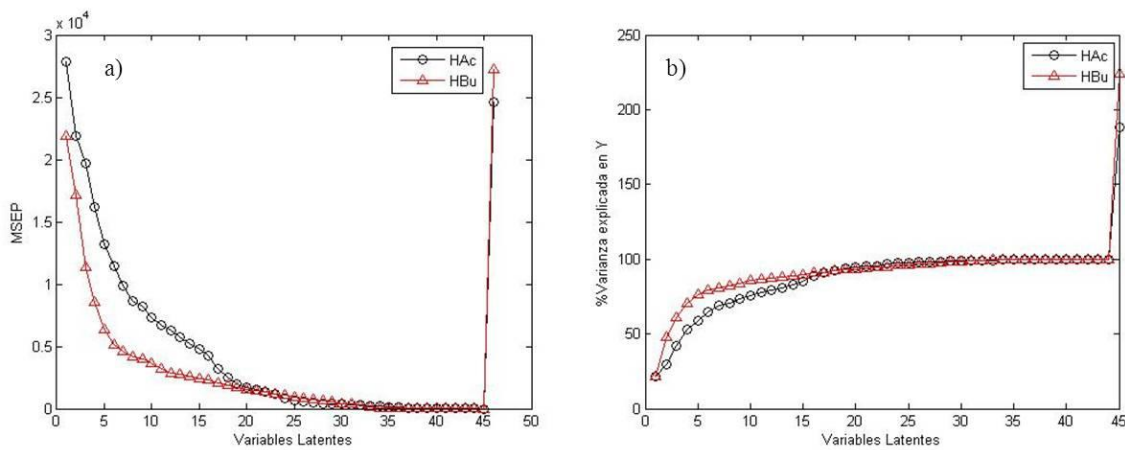 x 10⁴
3
2.5
2
1.5
1
0.5
0
MSEP
a)
HAc
HBu
0 5 10 15 20 25 30 35 40 45 50
Variables Latentes
250
200
150
100
50
0
%Varianza explicada en Y
b)
HAc
HBu
0 5 10 15 20 25 30 35 40 45
Variables Latentes